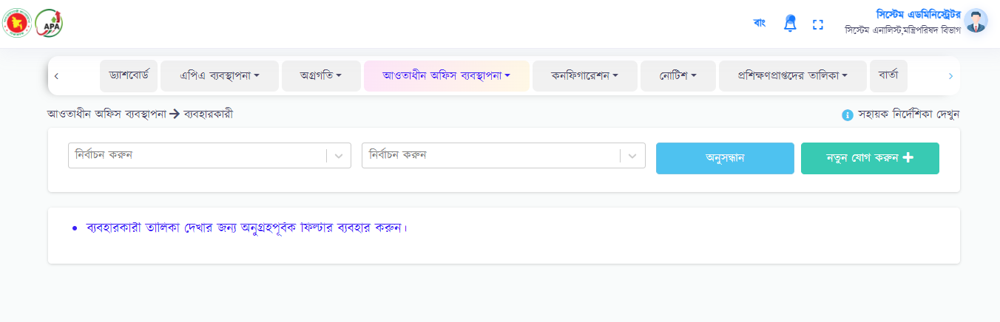 APA
বাং
সিস্টেম এডমিনিস্ট্রেটর
সিস্টেম এনালিস্ট,মন্ত্রিপরিষদ বিভাগ
ড্যাশবোর্ড এপিএ ব্যবস্থাপনা অগ্রগতি আওতাধীন অফিস ব্যবস্থাপনা কনফিগারেশন নোটিশ প্রশিক্ষণপ্রাপ্তদের তালিকা বার্তা
আওতাধীন অফিস ব্যবস্থাপনা → ব্যবহারকারী সহায়ক নির্দেশিকা দেখুন
নির্বাচন করুন নির্বাচন করুন অনুসন্ধান নতুন যোগ করুন +
• ব্যবহারকারী তালিকা দেখার জন্য অনুগ্রহপূর্বক ফিল্টার ব্যবহার করুন।